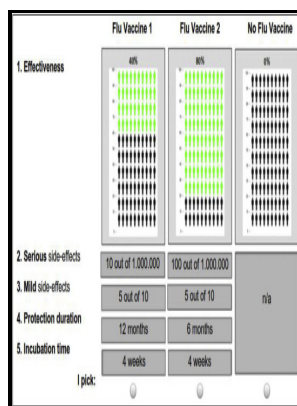 Flu Vaccine 1 Flu Vaccine 2 No Flu Vaccine
1. Effectiveness
40% 80% 0%
2. Serious side-effects
10 out of 1.000.000 100 out of 1.000.000
3. Mild side-effects
5 out of 10 5 out of 10
n/a
4. Protection duration
12 months 6 months
5. Incubation time
4 weeks 4 weeks
I pick: